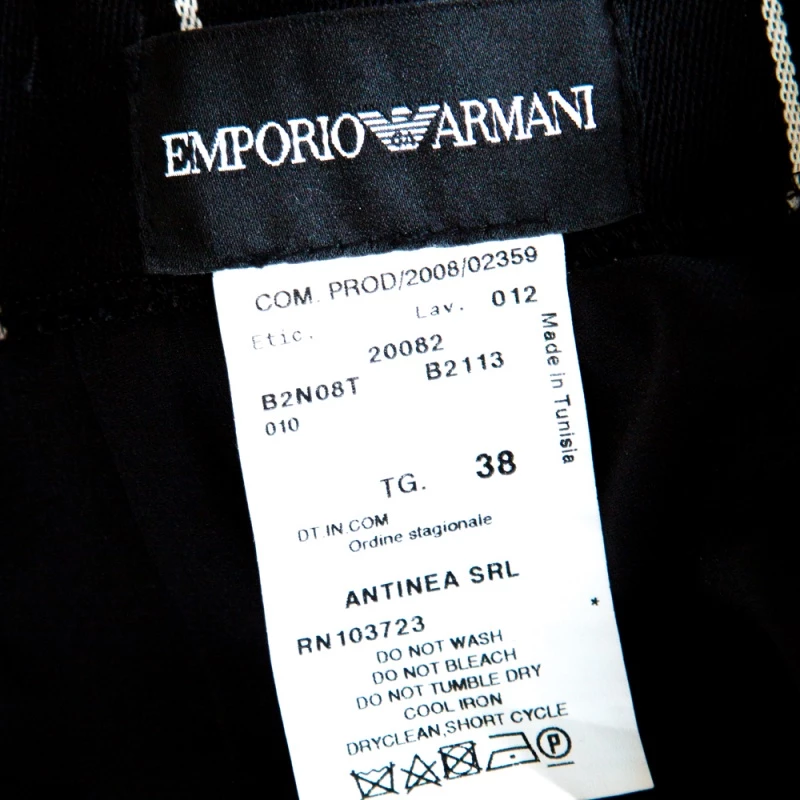 EMPORIO ARMANI
COM. PROD/2008/02359
Etic. Lav. 012
20082
B2N08T B2113
010
Made in Tunisia
TG. 38
DT.IN.COM
Ordine stagionale
ANTINEA SRL
*
RN103723
DO NOT WASH
DO NOT BLEACH
DO NOT TUMBLE DRY
COOL IRON
DRYCLEAN,SHORT CYCLE
P